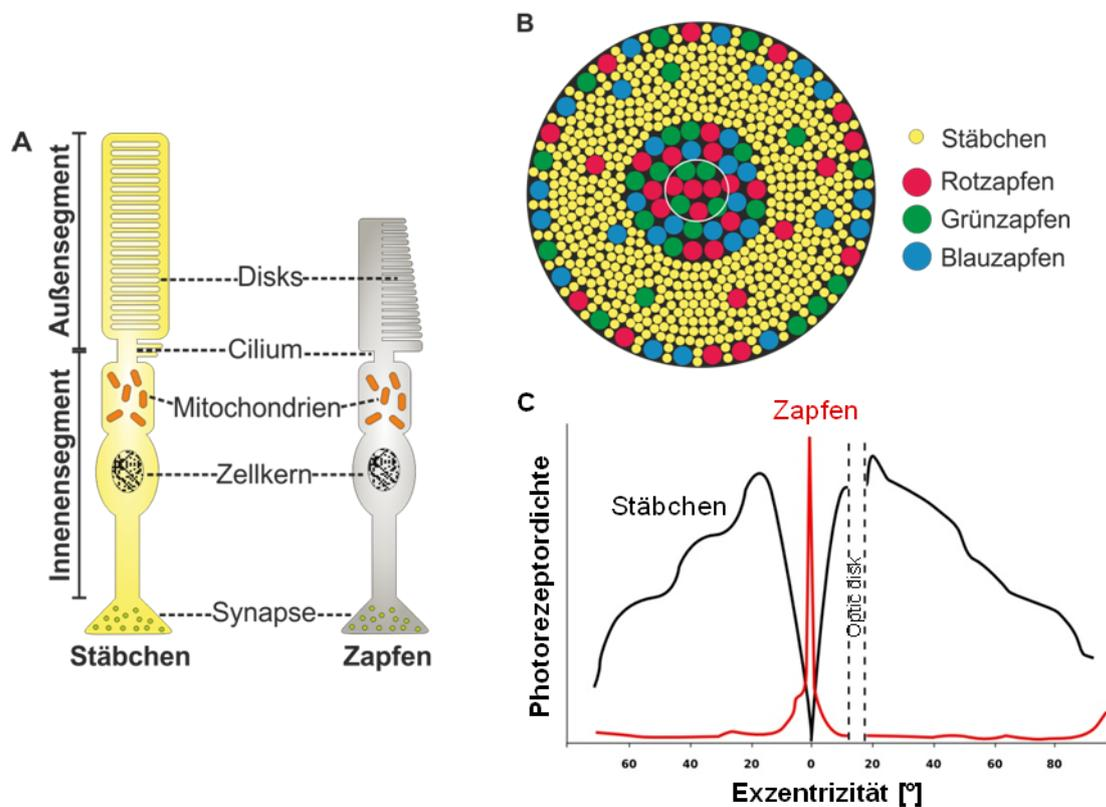 A
Außensegment
Innenensegment
Disks
Cilium
Mitochondrien
Zellkern
Synapse
Stäbchen
Zapfen
B
Stäbchen
Rotzapfen
Grünzapfen
Blauzapfen
C
Zapfen
Stäbchen
Optic disk
Photorezeptordichte
60 40 20 0 20 40 60 80
Exzentrizität [°]